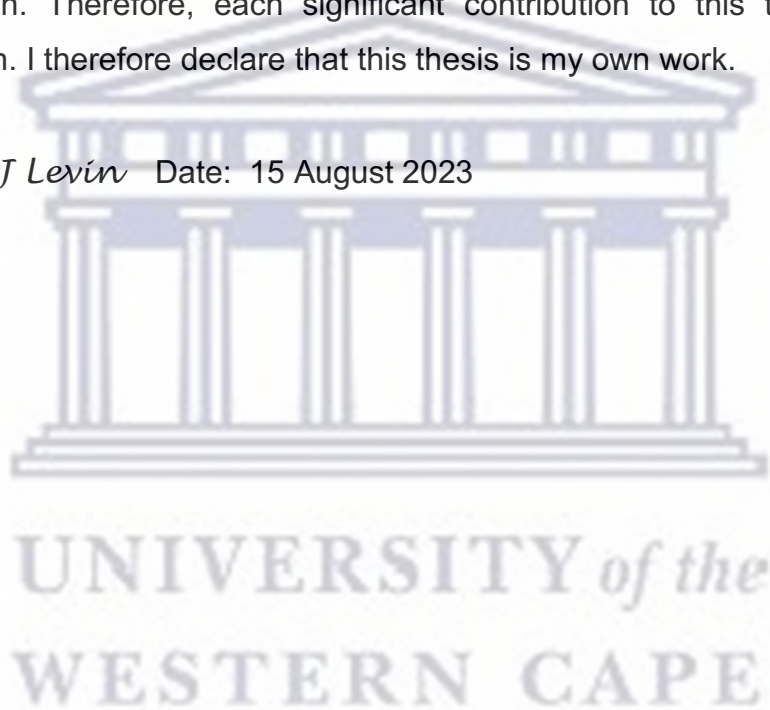 Therefore, each significant contribution to this
I therefore declare that this thesis is my own work.
J Levin Date: 15 August 2023
UNIVERSITY of the
WESTERN CAPE